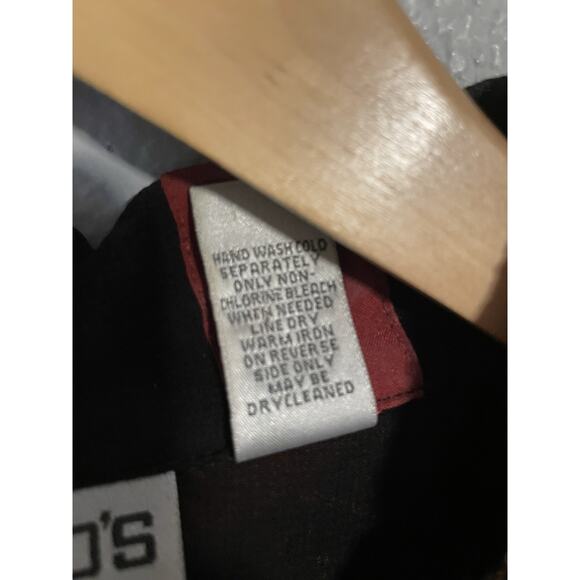 HAND WASH COLD
SEPARATELY
ONLY NON-
CHLORINE BLEACH
WHEN NEEDED
LINE DRY
WARM IRON
ON REVERSE
SIDE ONLY
MAY BE
DRYCLEANED
O'S